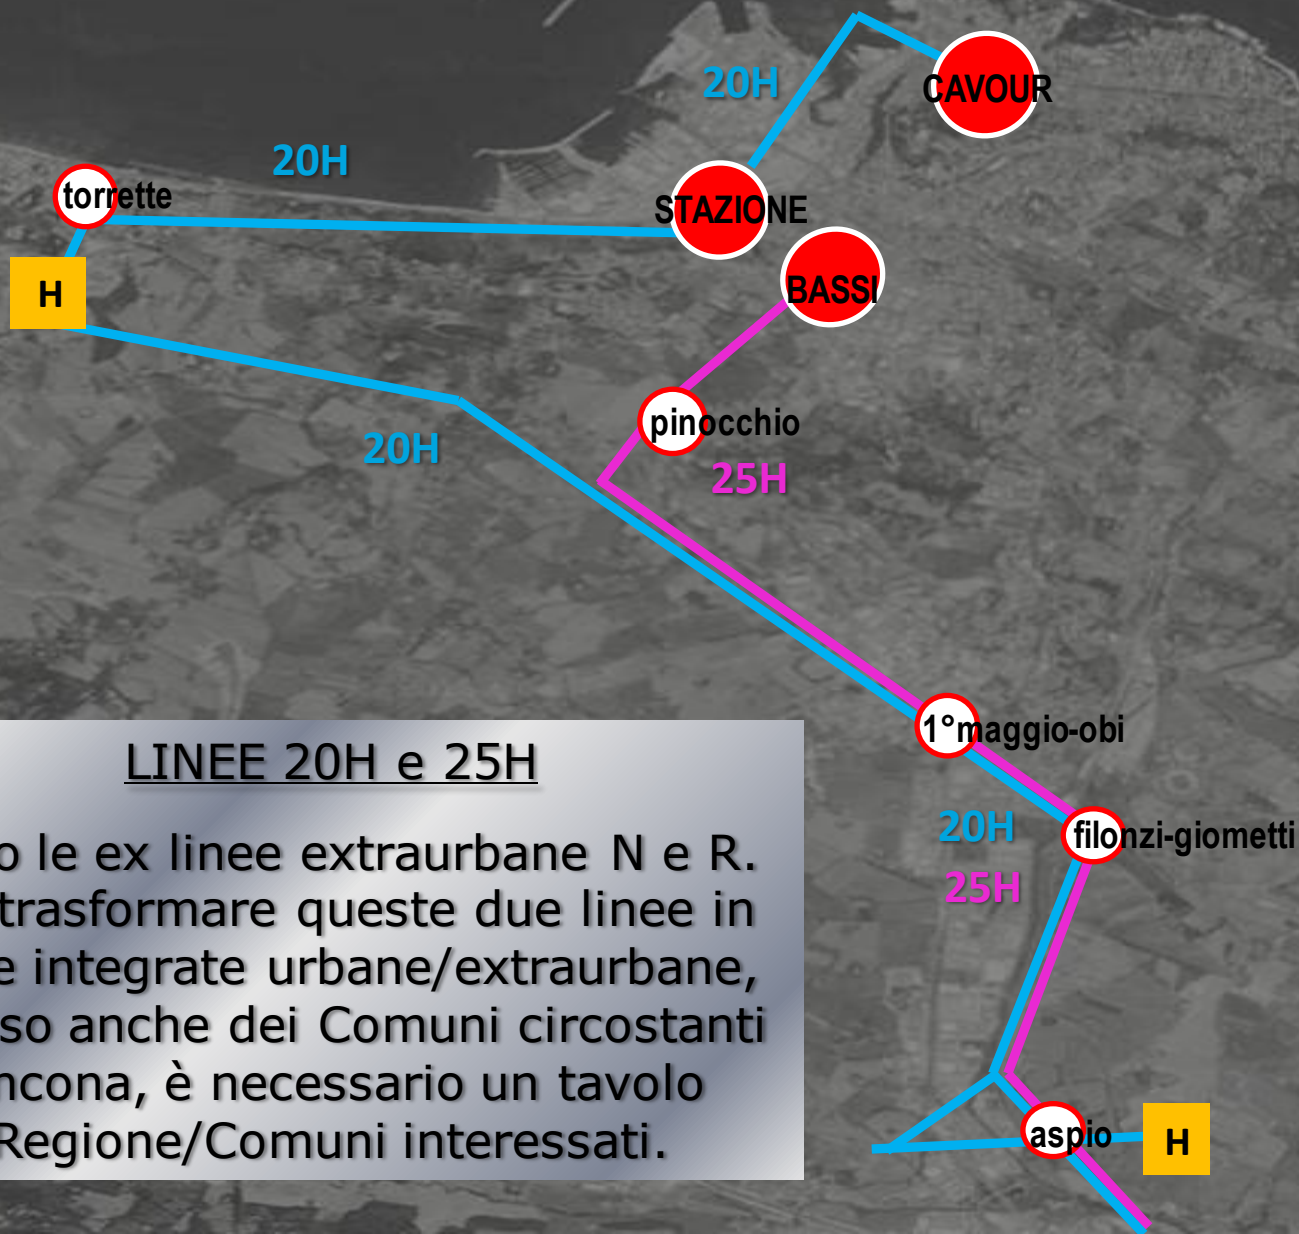 CAVOUR
20H
20H
torrette
STAZIONE
H
BASSI
pinocchio
20H
25H
1°maggio-obi
LINEE 20H e 25H
20H
filonzi-giometti
o le ex linee extraurbane N e R.
25H
trasformare queste due linee in
e integrate urbane/extraurbane,
so anche dei Comuni circostanti
ncona, è necessario un tavolo
Regione/Comuni interessati.
aspio
H